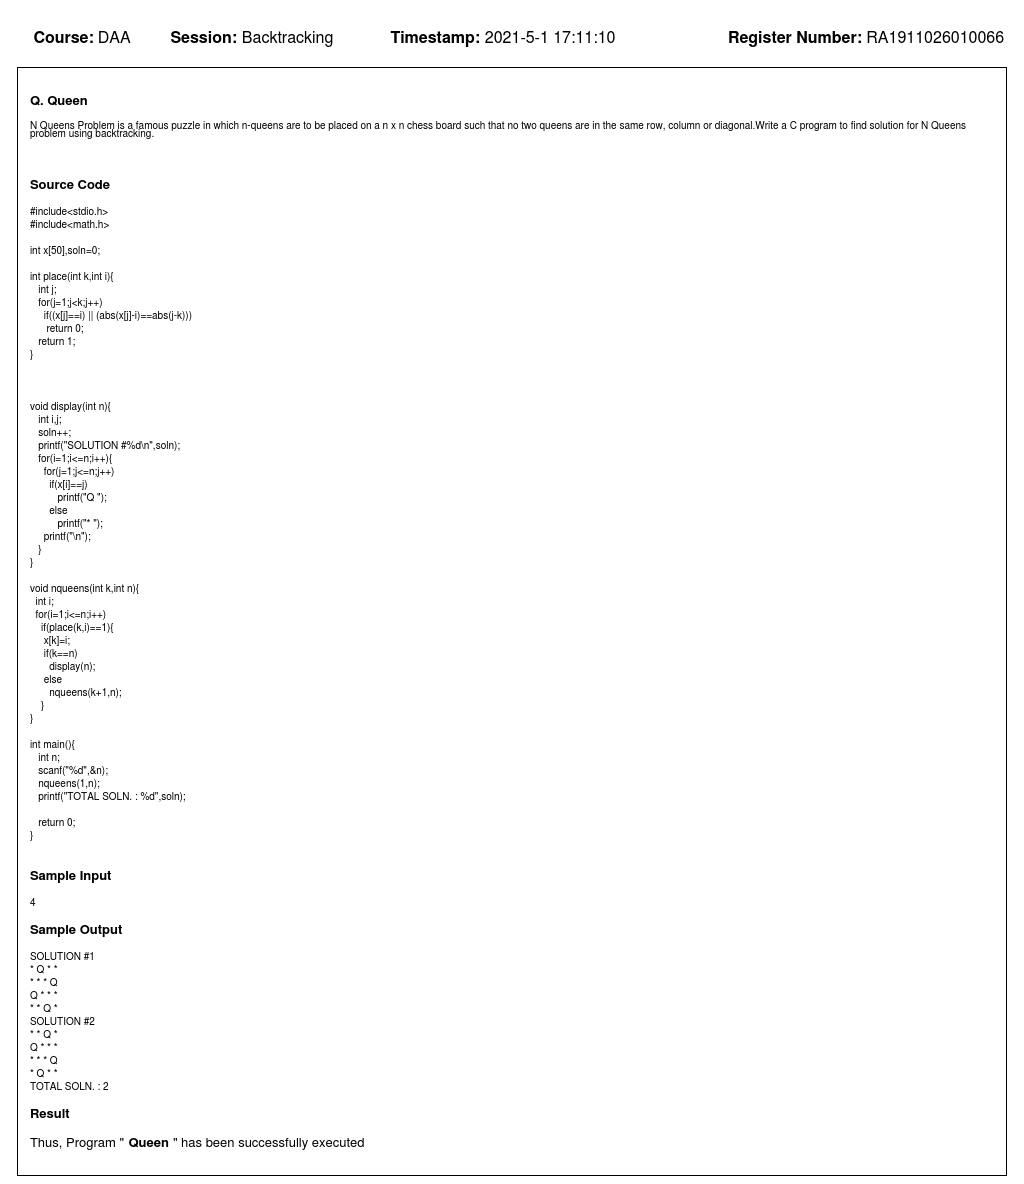 Course: DAA Session: Backtracking Timestamp: 2021-5-1 17:11:10 Register Number: RA1911026010066
Q. Queen
N Queens Problem is a famous puzzle in which n-queens are to be placed on a n x n chess board such that no two queens are in the same row, column or diagonal.Write a C program to find solution for N Queens
problem using backtracking.
Source Code
#include<stdio.h>
#include<math.h>
int x[50],soln=0;
int place(int k,int i){
int j;
for(j=1;j<k;j++)
if((x[j]==i) || (abs(x[j]-i)==abs(j-k)))
return 0;
return 1;
}
void display(int n){
int i,j;
soln++;
printf("SOLUTION #%d\n",soln);
for(i=1;i<=n;i++){
for(j=1;j<=n;j++)
if(x[i]==j)
printf("Q ");
else
printf("* ");
printf("\n");
}
}
void nqueens(int k,int n){
int i;
for(i=1;i<=n;i++)
if(place(k,i)==1){
x[k]=i;
if(k==n)
display(n);
else
nqueens(k+1,n);
}
}
int main(){
int n;
scanf("%d",&n);
nqueens(1,n);
printf("TOTAL SOLN. : %d",soln);
return 0;
}
Sample Input
4
Sample Output
SOLUTION #1
* Q * *
* * * Q
Q * * *
* * Q *
SOLUTION #2
* * Q *
Q * * *
* * * Q
* Q * *
TOTAL SOLN. : 2
Result
Thus, Program " Queen " has been successfully executed